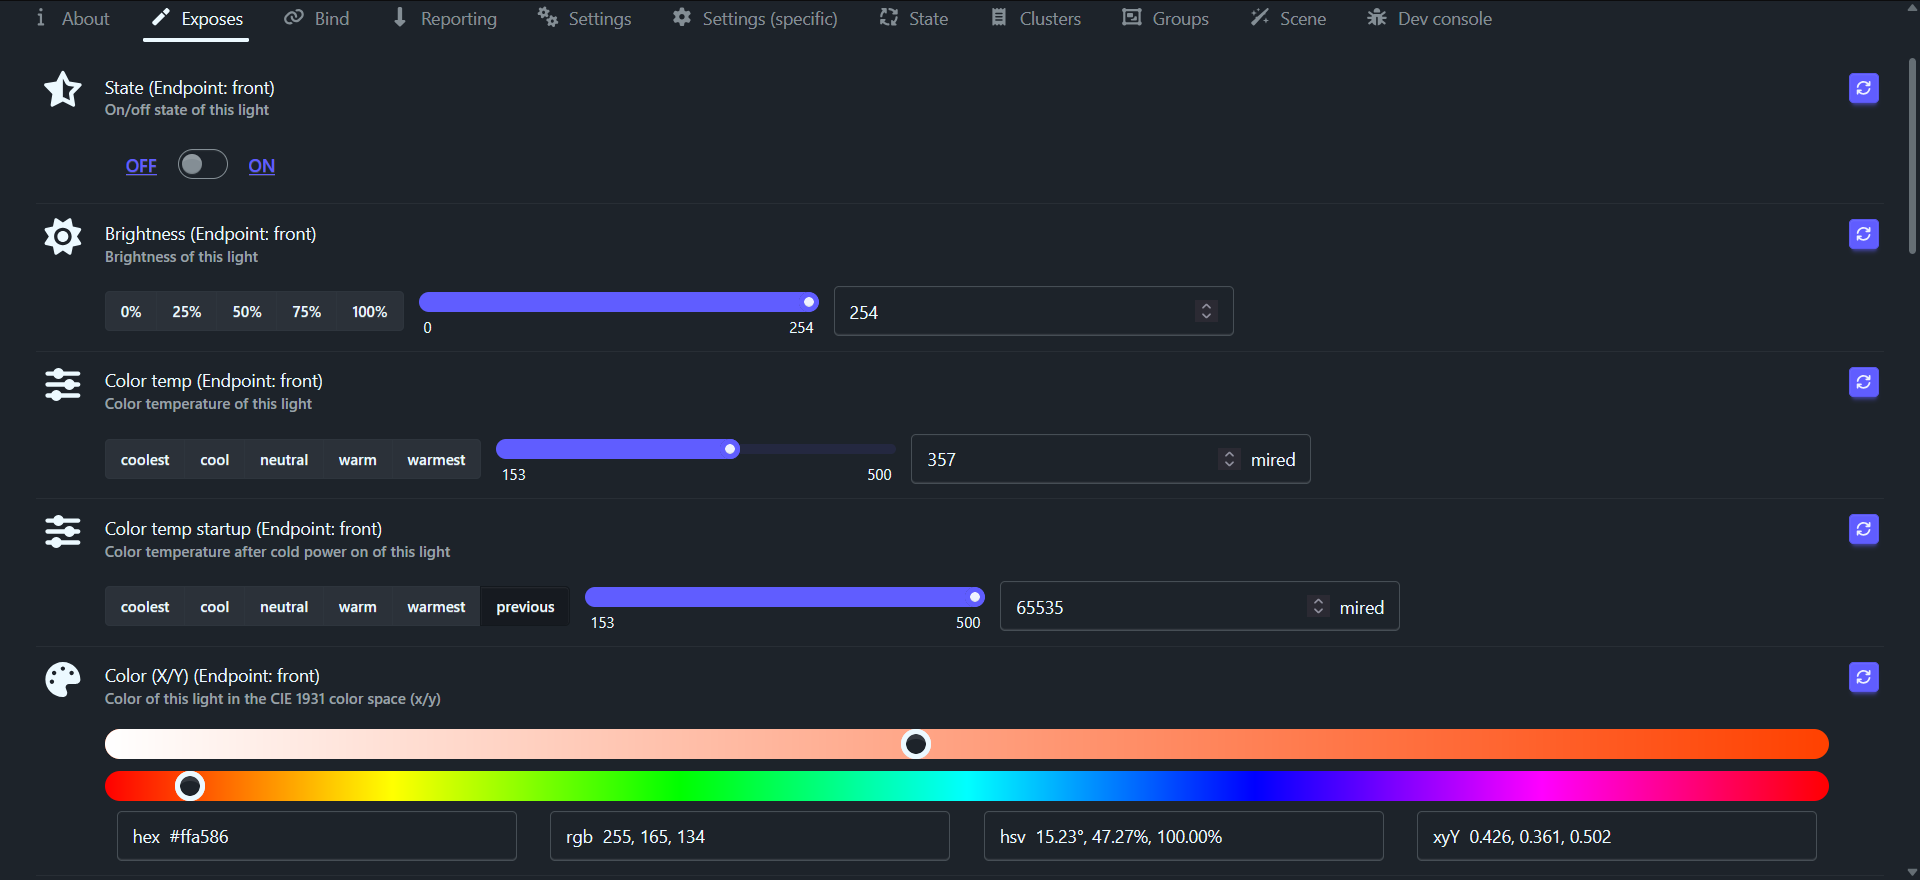 About Exposes Bind Reporting Settings Settings (specific) State Clusters Groups Scene Dev console
State (Endpoint: front)
On/off state of this light
OFF ON
Brightness (Endpoint: front)
Brightness of this light
0% 25% 50% 75% 100% 254
0 254
Color temp (Endpoint: front)
Color temperature of this light
coolest cool neutral warm warmest 357 mired
153 500
Color temp startup (Endpoint: front)
Color temperature after cold power on of this light
coolest cool neutral warm warmest previous 65535 mired
153 500
Color (X/Y) (Endpoint: front)
Color of this light in the CIE 1931 color space (x/y)
hex #ffa586 rgb 255, 165, 134 hsv 15.23°, 47.27%, 100.00% xyY 0.426, 0.361, 0.502